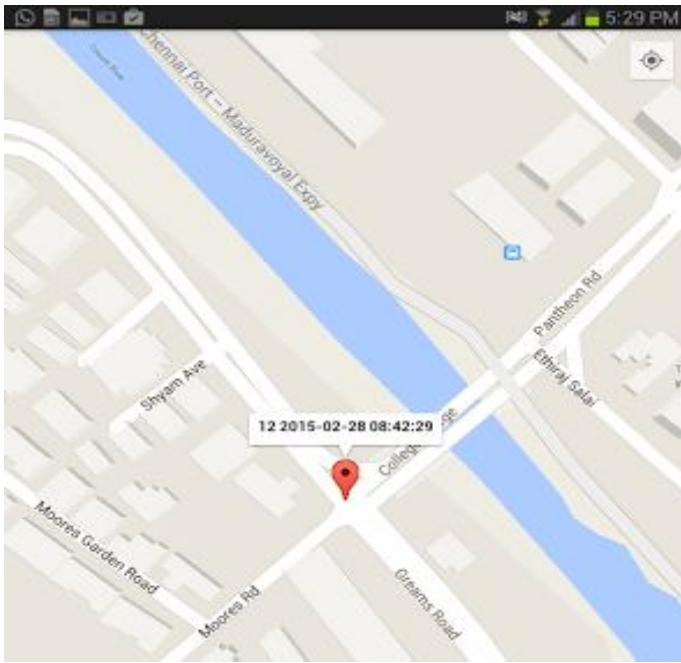 5:29 PM
Chennai Port – Maduravoyal Expy
Pantheon Rd
Ethiraj Salai
Shyam Ave
12 2015-02-28 08:42:29
College
Moores Garden Road
Moores Rd
Greams Road